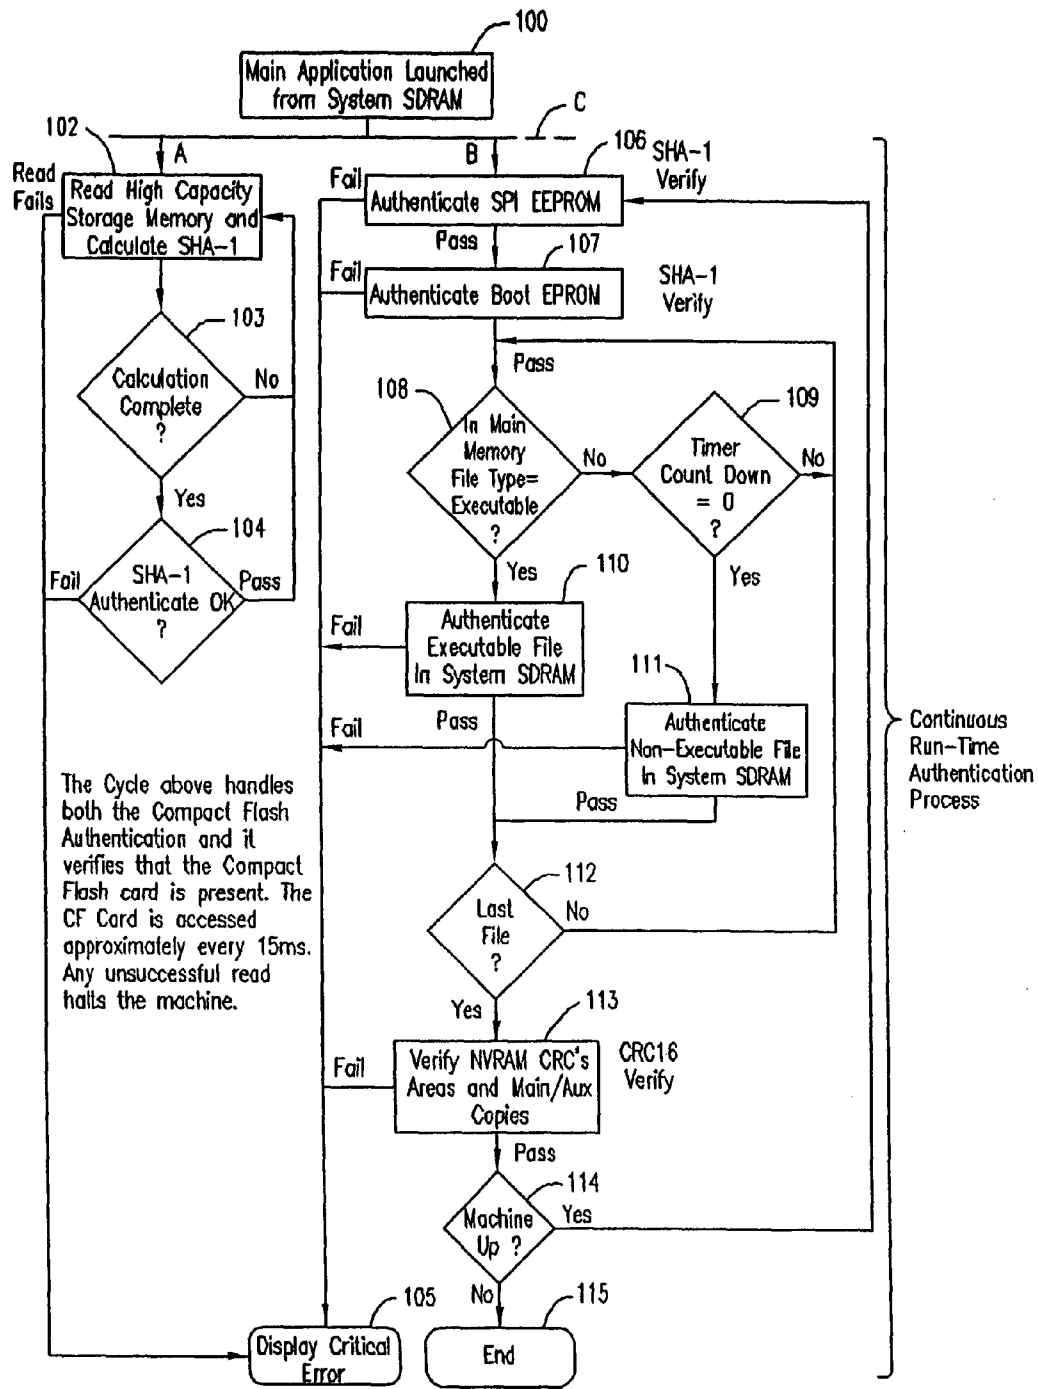 100
Main Application Launched
from System SDRAM
C
102
A
B
106
SHA-1
Verify
Read
Fails
Read High Capacity
Storage Memory and
Calculate SHA-1
Fail
Authenticate SPI EEPROM
Pass
107
Fail
Authenticate Boot EPROM
SHA-1
Verify
103
Pass
Calculation
Complete
?
No
108
In Main
Memory
File Type=
Executable
?
No
109
Timer
Count Down
= 0
?
No
Yes
104
Yes
110
Yes
Fail
SHA-1
Authenticate OK
?
Pass
Fail
Authenticate
Executable File
In System SDRAM
111
Pass
Fail
Authenticate
Non-Executable File
In System SDRAM
Pass
Continuous
Run-Time
Authentication
Process
The Cycle above handles
both the Compact Flash
Authentication and it
verifies that the Compact
Flash card is present. The
CF Card is accessed
approximately every 15ms.
Any unsuccessful read
halts the machine.
112
Last
File
?
No
Yes
113
Fail
Verify NVRAM CRC's
Areas and Main/Aux
Copies
CRC16
Verify
Pass
114
Machine
Up ?
Yes
No
105
115
Display Critical
Error
End